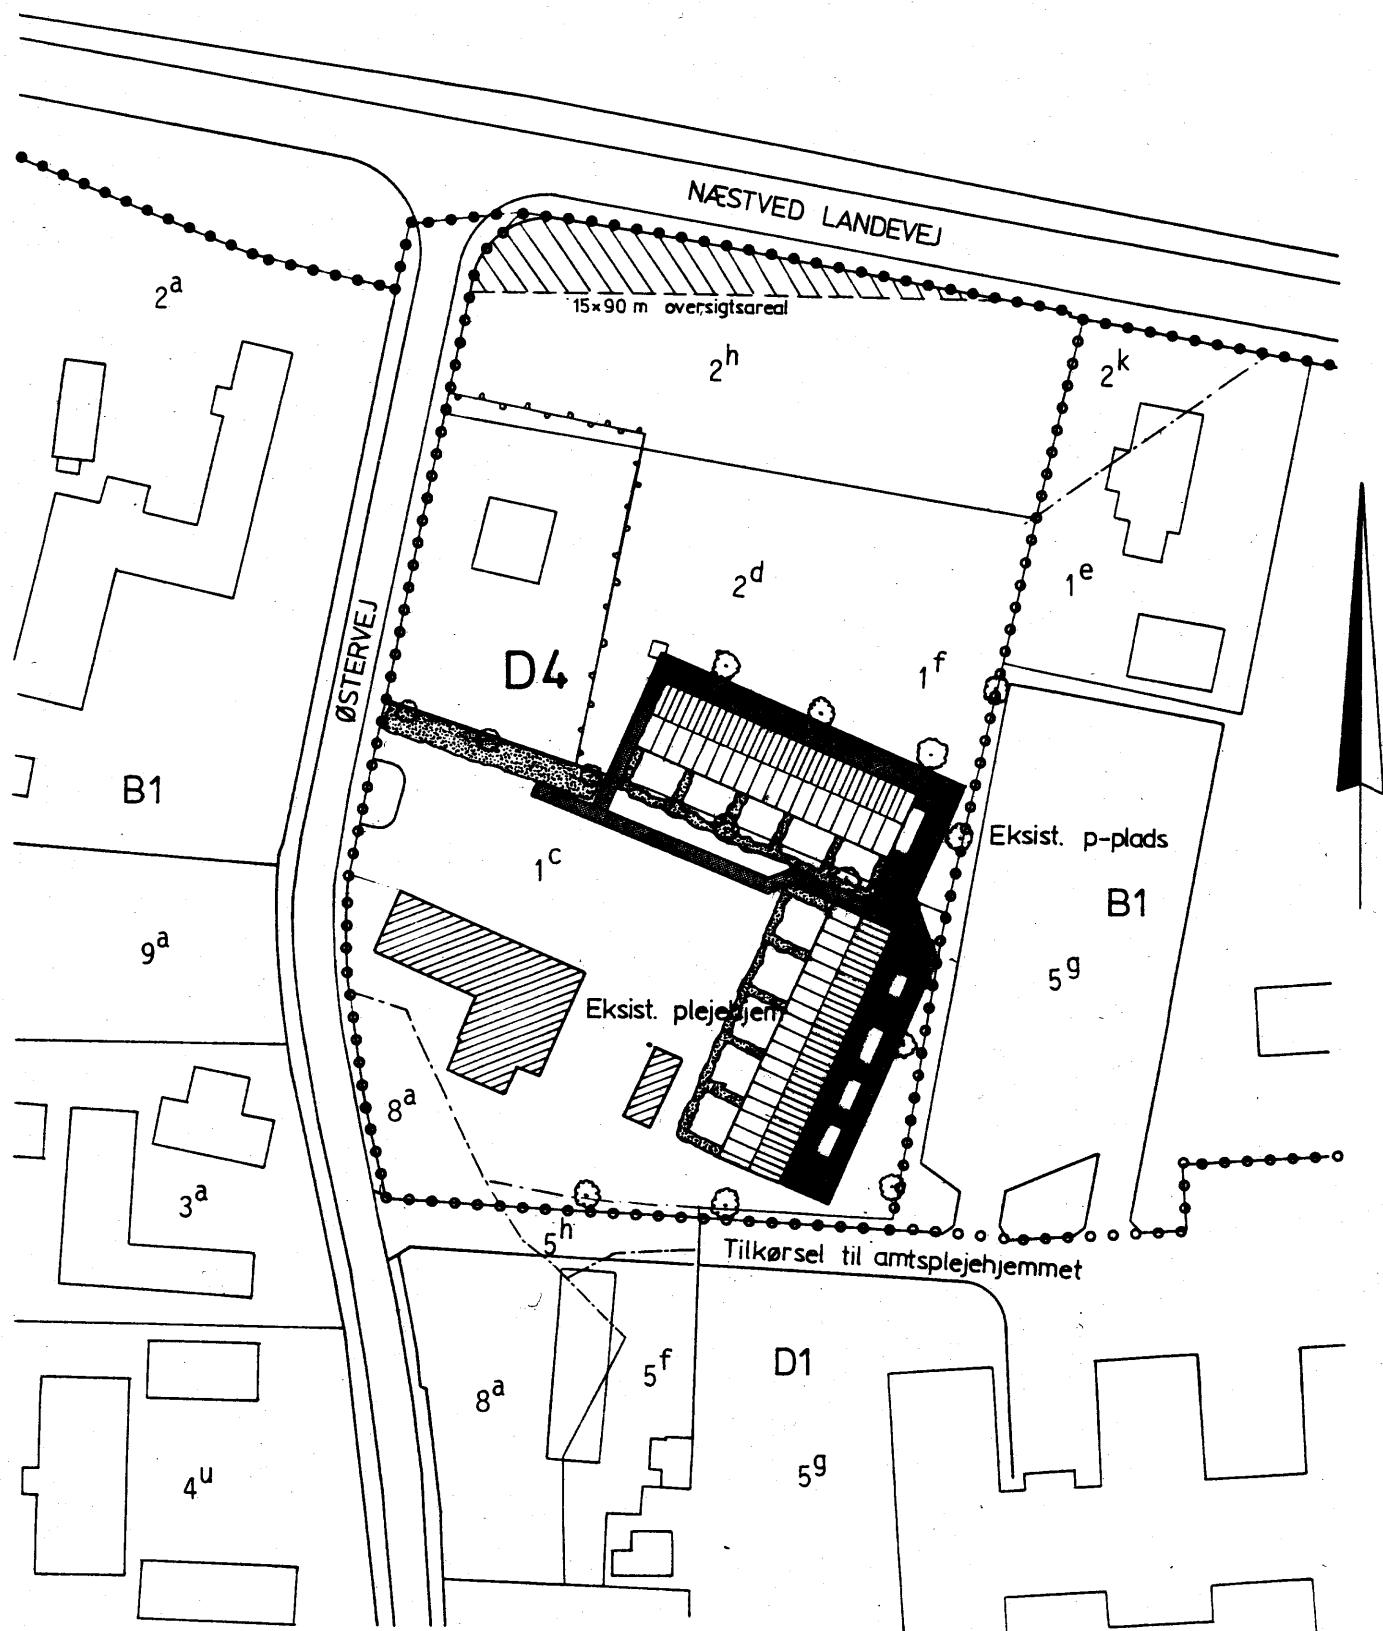 NÆSTVED LANDEVEJ
2a
15×90 m oversigtsareal
2h
2k
2d
1e
ØSTERVEJ
D4
1f
B1
Eksist. p-plads
1c
B1
9a
5g
Eksist. plejehjem
8a
3a
5h
Tilkørsel til amtsplejehjemmet
D1
5f
8a
5g
4u